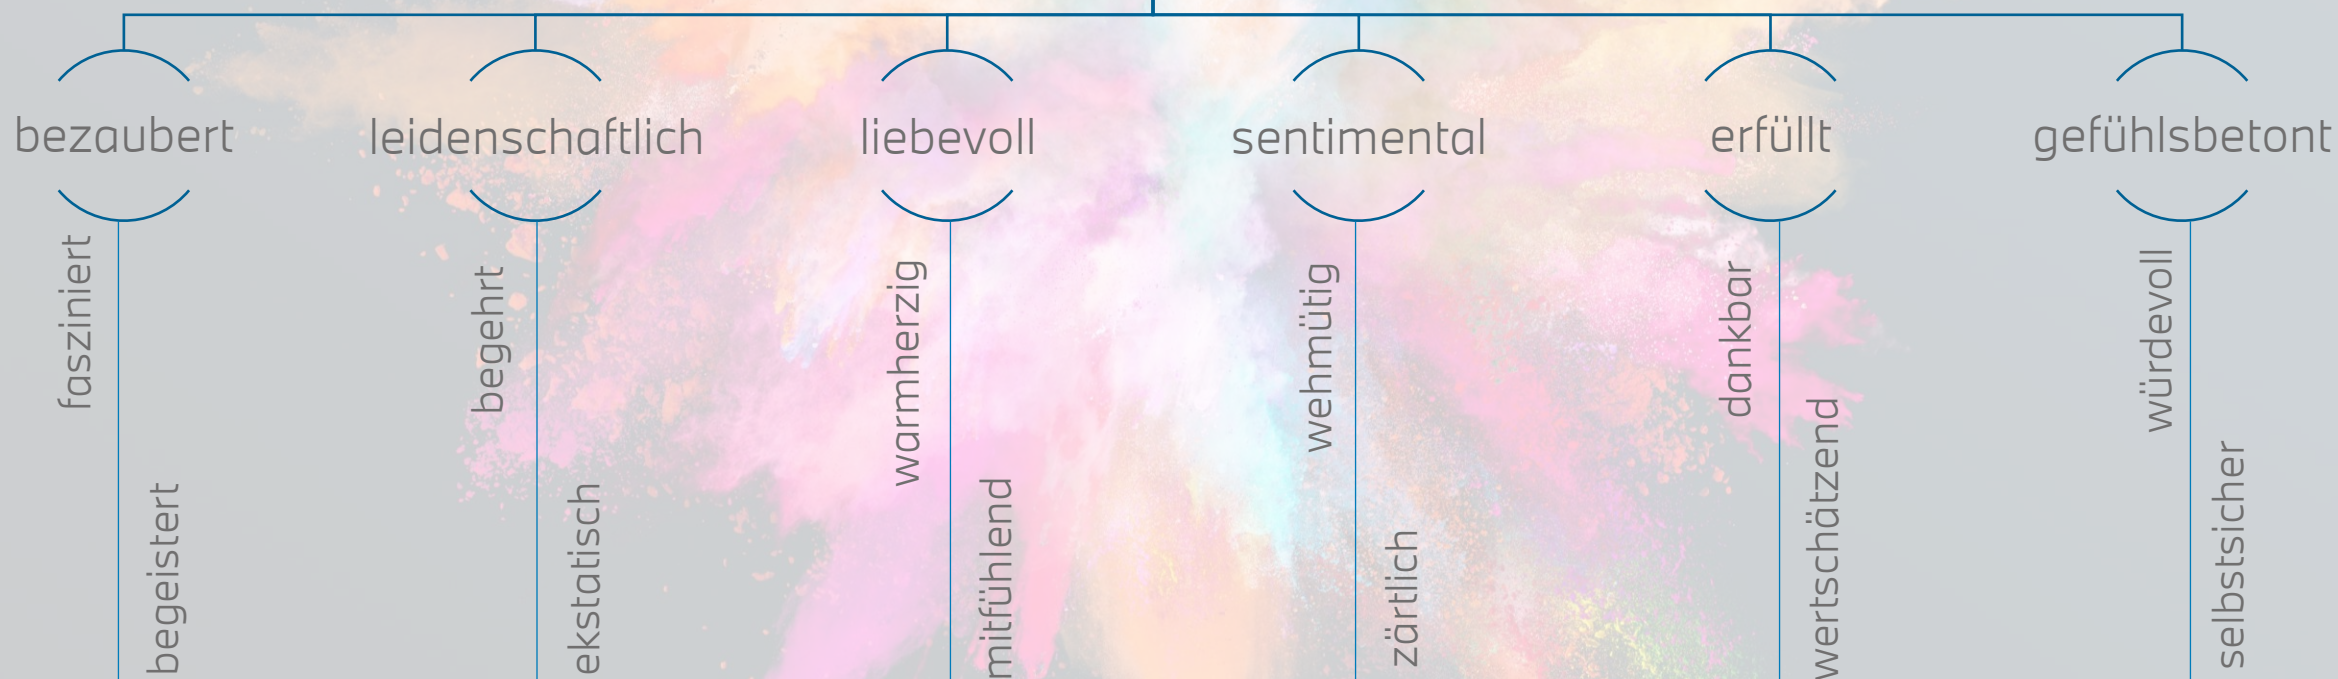 bezaubert
leidenschaftlich
liebevoll
sentimental
erfüllt
gefühlsbetont
fasziniert
begeistert
begehrt
ekstatisch
warmherzig
mitfühlend
wehmütig
zärtlich
dankbar
wertschätzend
würdevoll
selbstsicher